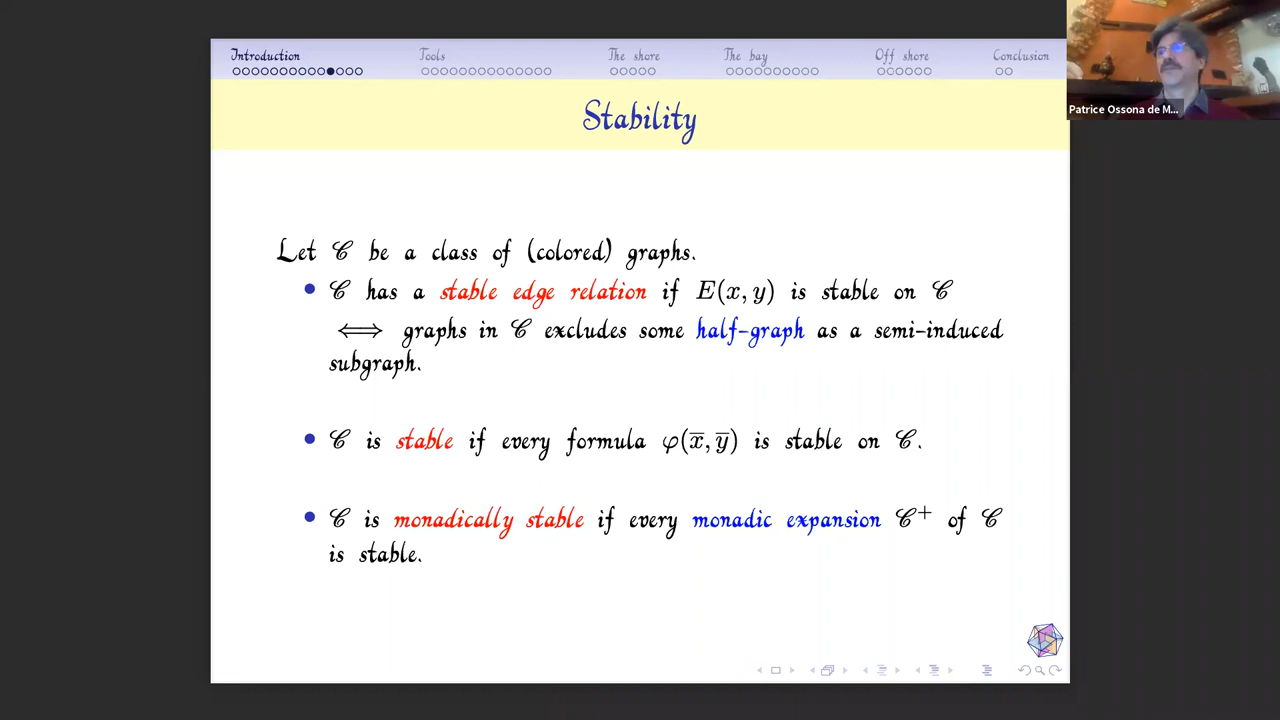 Introduction Tools The shore The bay Off shore Conclusion
Patrice Ossona de M...
Stability
Let 𝒞 be a class of (colored) graphs.
• 𝒞 has a stable edge relation if E(x, y) is stable on 𝒞
⟺ graphs in 𝒞 excludes some half-graph as a semi-induced
subgraph.
• 𝒞 is stable if every formula φ(x̅, y̅) is stable on 𝒞.
• 𝒞 is monadically stable if every monadic expansion 𝒞⁺ of 𝒞
is stable.